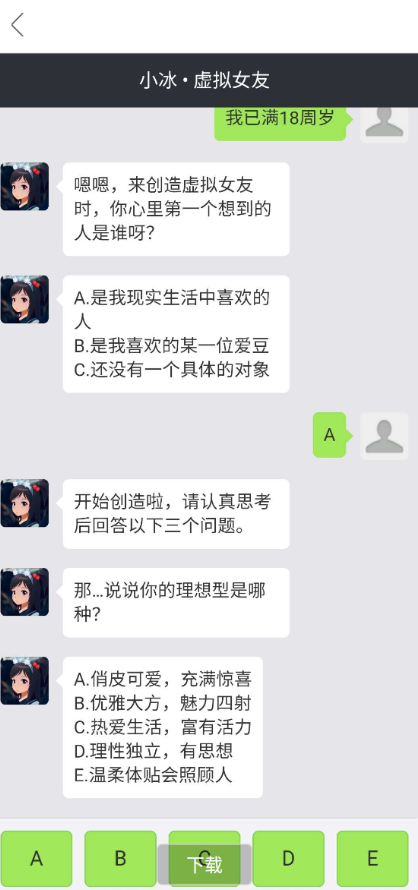 小冰•虚拟女友
我已满18周岁
嗯嗯，来创造虚拟女友
时，你心里第一个想到的
人是谁呀？
A.是我现实生活中喜欢的
人
B.是我喜欢的某一位爱豆
C.还没有一个具体的对象
A
开始创造啦，请认真思考
后回答以下三个问题。
那...说说你的理想型是哪
种？
A.俏皮可爱，充满惊喜
B.优雅大方，魅力四射
C.热爱生活，富有活力
D.理性独立，有思想
E.温柔体贴会照顾人
A B C D E
下载